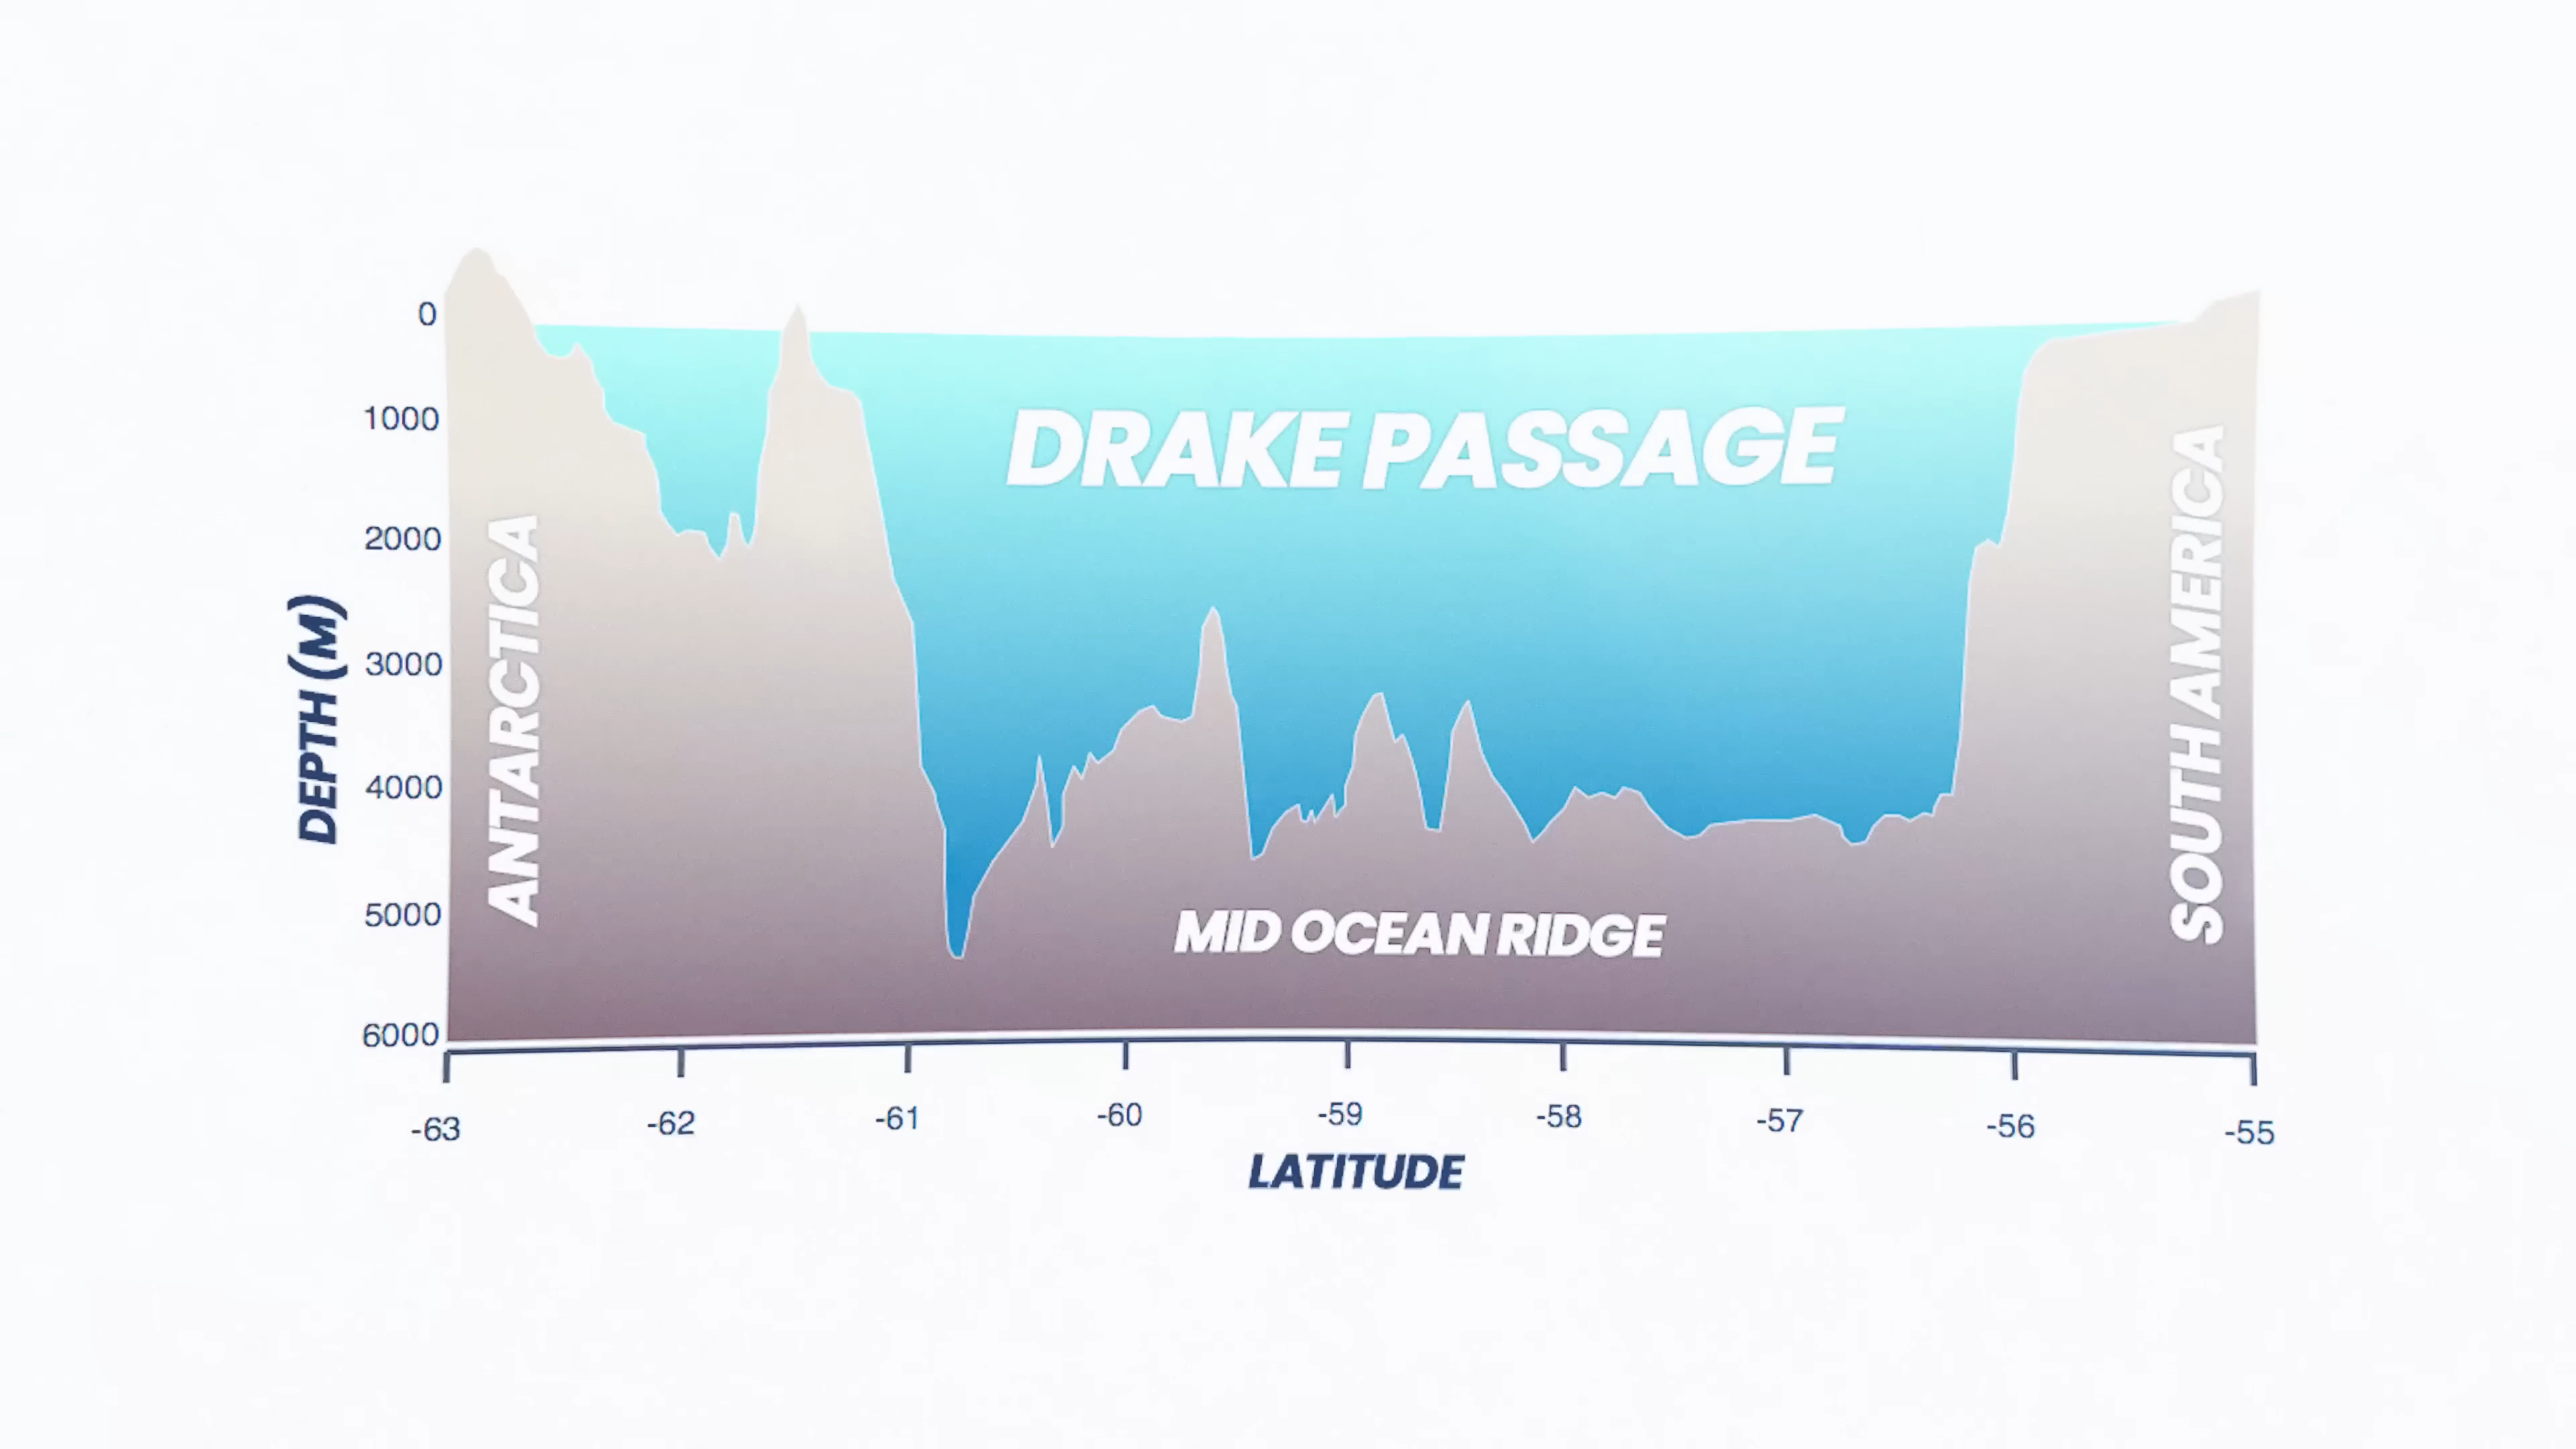 0
1000
2000
3000
4000
5000
6000
DEPTH (M)
ANTARCTICA
DRAKE PASSAGE
MID OCEAN RIDGE
SOUTH AMERICA
-63
-62
-61
-60
-59
-58
-57
-56
-55
LATITUDE